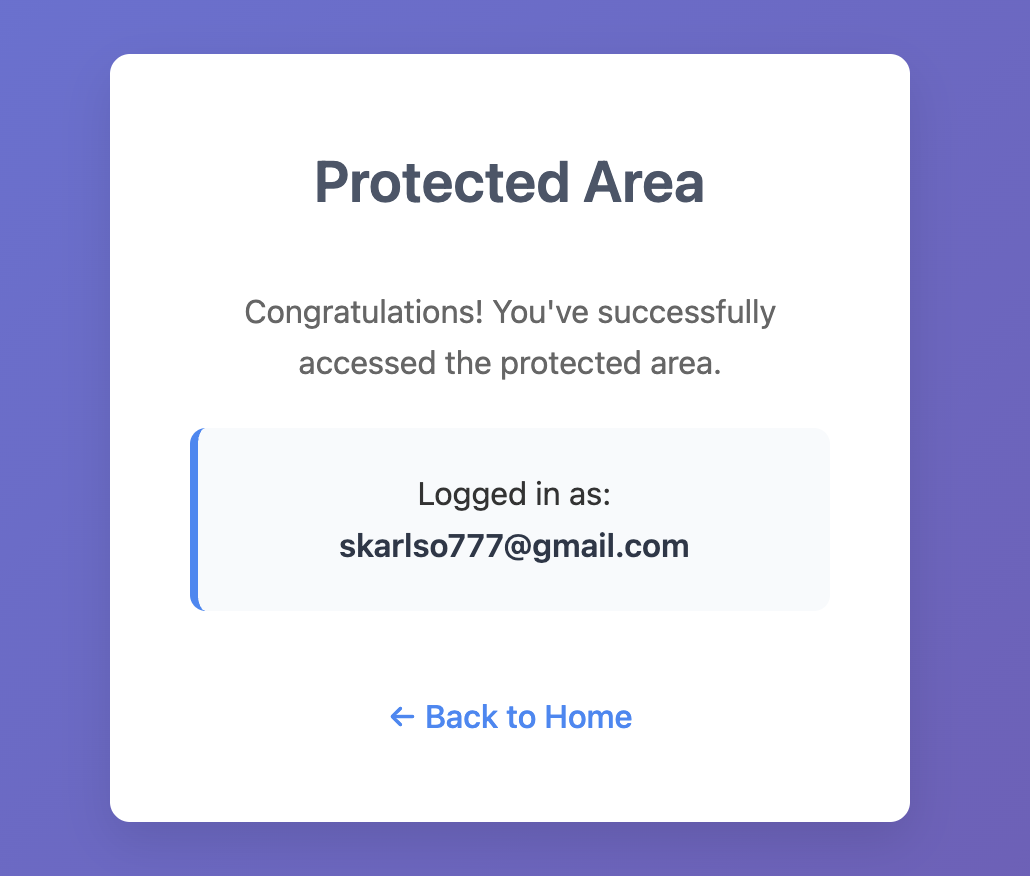 Protected Area
Congratulations! You've successfully
accessed the protected area.
Logged in as:
skarlso777@gmail.com
← Back to Home